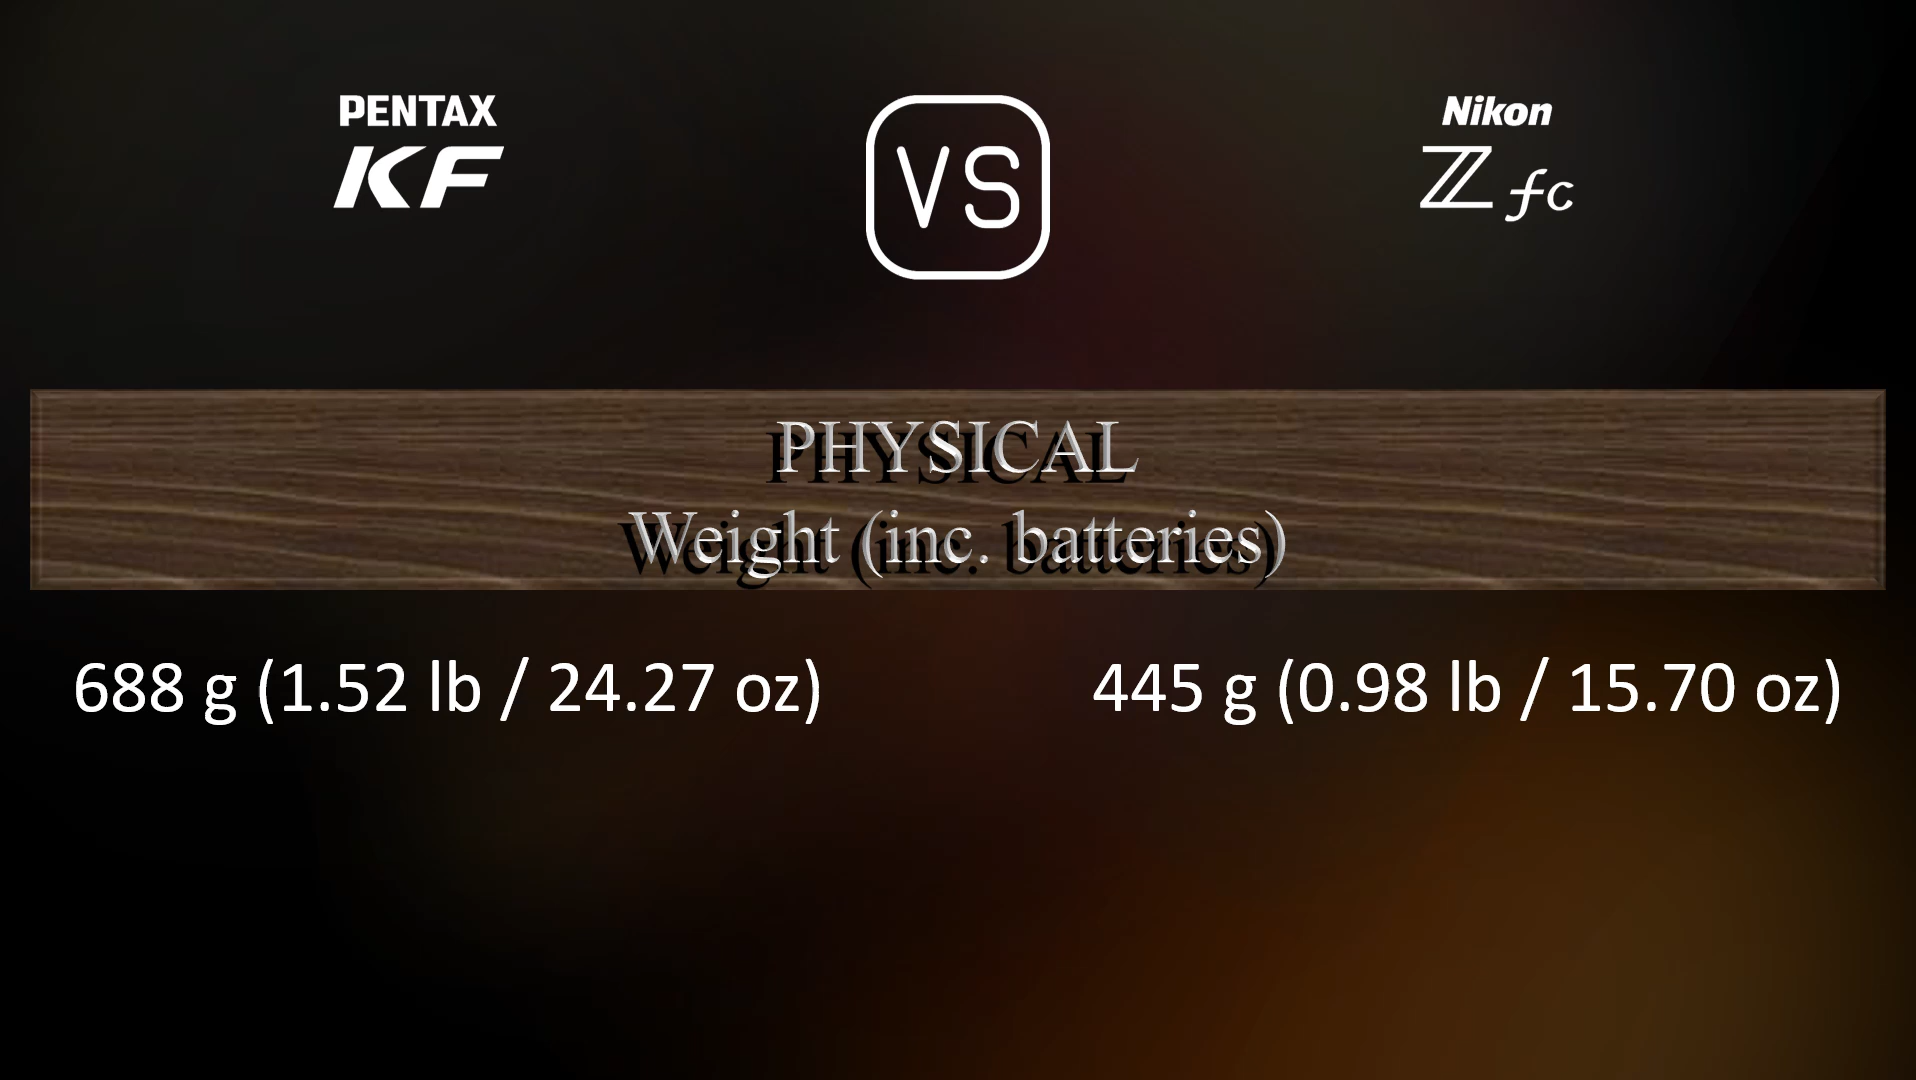 PENTAX
KF
VS
Nikon
Z fc
PHYSICAL
Weight (inc. batteries)
688 g (1.52 lb / 24.27 oz)
445 g (0.98 lb / 15.70 oz)